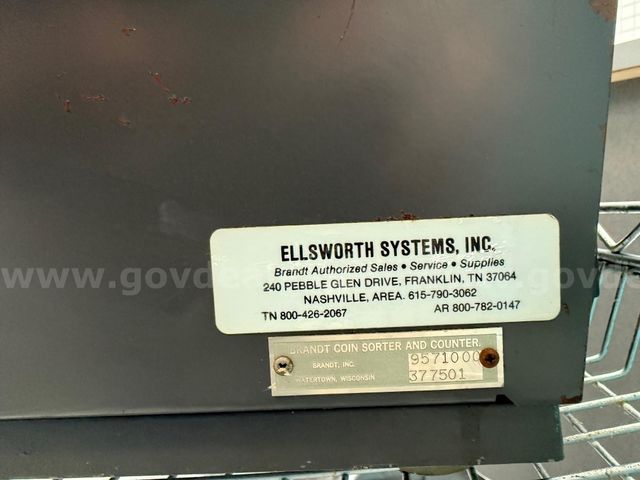 ELLSWORTH SYSTEMS, INC.
Brandt Authorized Sales • Service • Supplies
240 PEBBLE GLEN DRIVE, FRANKLIN, TN 37064
NASHVILLE, AREA. 615-790-3062
TN 800-426-2067 AR 800-782-0147
BRANDT COIN SORTER AND COUNTER.
BRANDT, INC. 9571000
WATERTOWN, WISCONSIN 377501